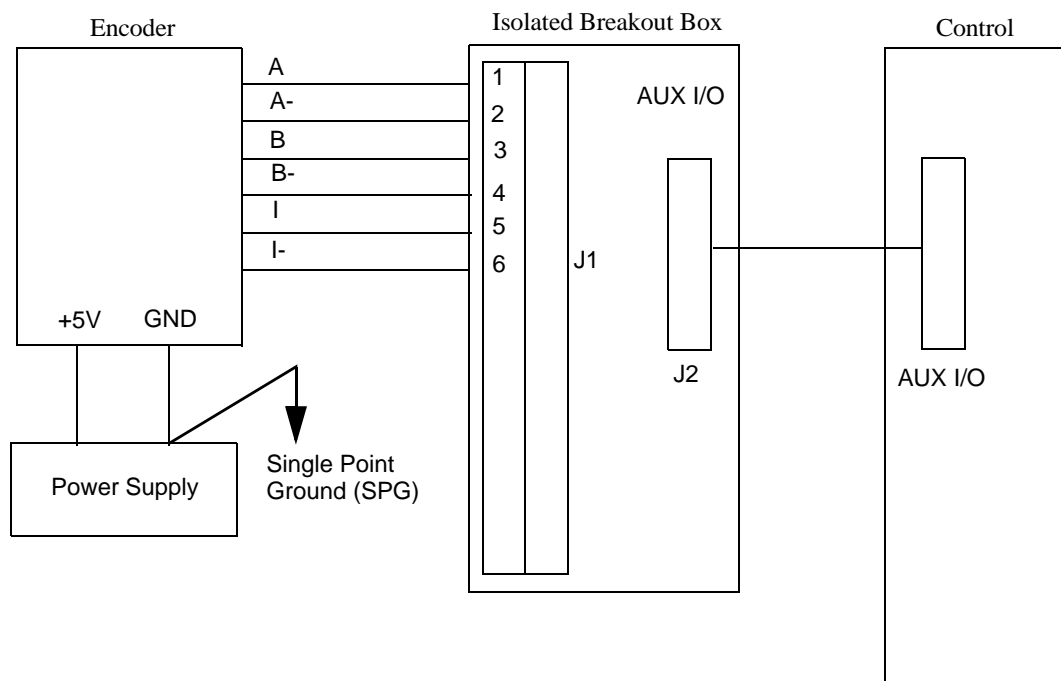 Encoder
Isolated Breakout Box
Control
A
A-
B
B-
I
I-
1
2
3
4
5
6
J1
AUX I/O
J2
AUX I/O
+5V
GND
Power Supply
Single Point
Ground (SPG)